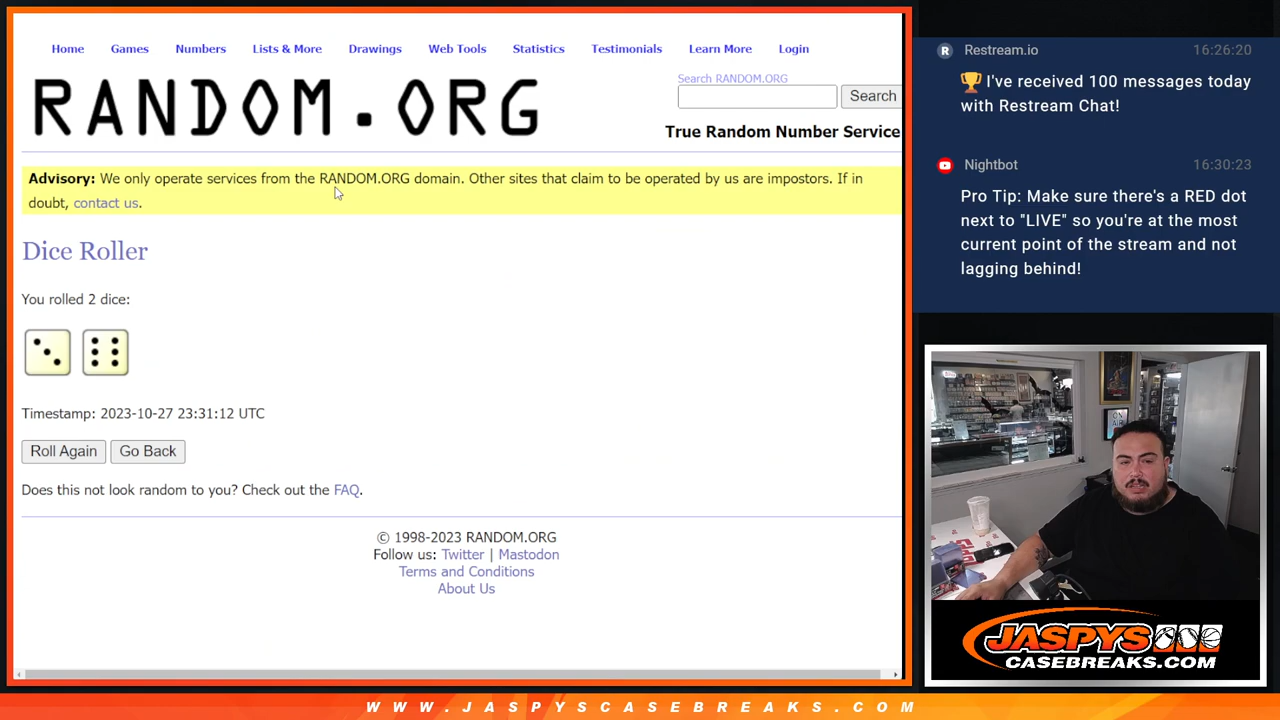 Home Games Numbers Lists & More Drawings Web Tools Statistics Testimonials Learn More Login
RANDOM.ORG
Search RANDOM.ORG
Search
True Random Number Service
Advisory: We only operate services from the RANDOM.ORG domain. Other sites that claim to be operated by us are impostors. If in
doubt, contact us.
Dice Roller
You rolled 2 dice:
Timestamp: 2023-10-27 23:31:12 UTC
Roll Again Go Back
Does this not look random to you? Check out the FAQ.
© 1998-2023 RANDOM.ORG
Follow us: Twitter | Mastodon
Terms and Conditions
About Us
R Restream.io 16:26:20
🏆 I've received 100 messages today
with Restream Chat!
Nightbot 16:30:23
Pro Tip: Make sure there's a RED dot
next to "LIVE" so you're at the most
current point of the stream and not
lagging behind!
ON
AIR
JASPYS
CASEBREAKS.COM
WWW.JASPYSCASEBREAKS.COM